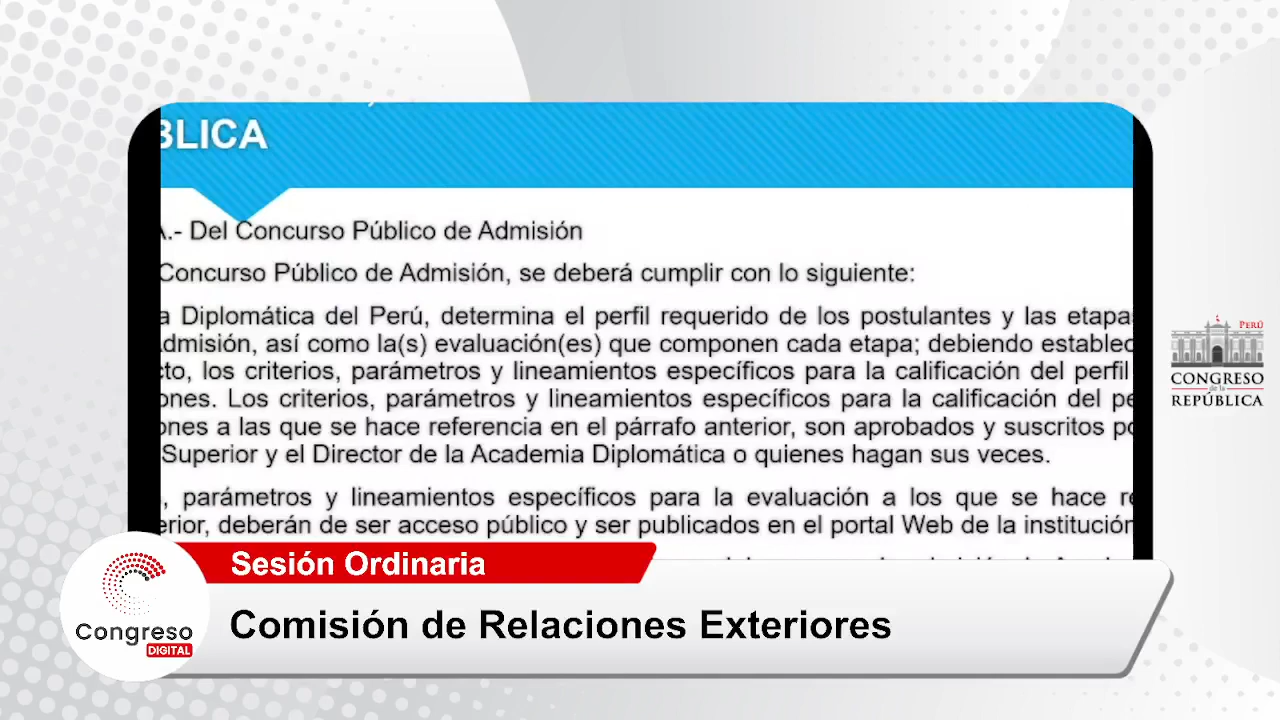 BLICA
A.- Del Concurso Público de Admisión
Concurso Público de Admisión, se deberá cumplir con lo siguiente:
a Diplomática del Perú, determina el perfil requerido de los postulantes y las etapa
dmisión, así como la(s) evaluación(es) que componen cada etapa; debiendo establec
cto, los criterios, parámetros y lineamientos específicos para la calificación del perfil
ones. Los criterios, parámetros y lineamientos específicos para la calificación del pe
ones a las que se hace referencia en el párrafo anterior, son aprobados y suscritos po
Superior y el Director de la Academia Diplomática o quienes hagan sus veces.
, parámetros y lineamientos específicos para la evaluación a los que se hace re
erior, deberán de ser acceso público y ser publicados en el portal Web de la institución
PERÚ
CONGRESO
de la
REPÚBLICA
Sesión Ordinaria
Comisión de Relaciones Exteriores
Congreso
DIGITAL